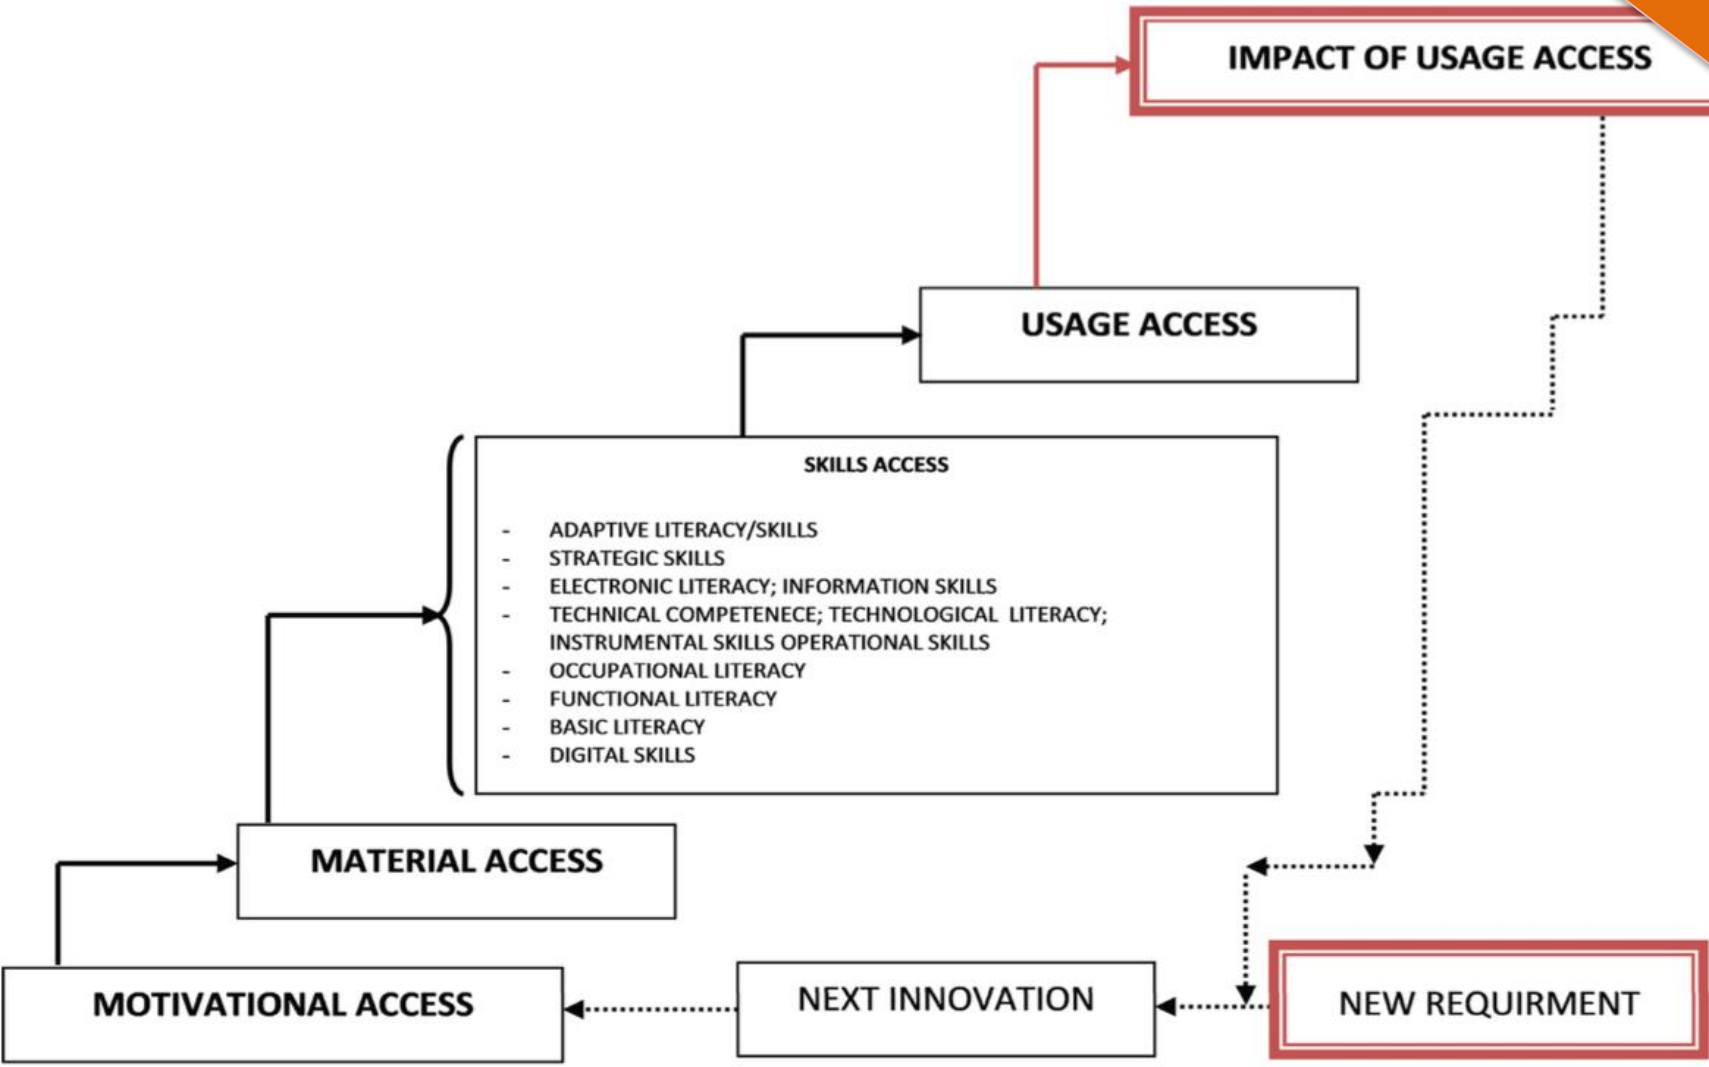 IMPACT OF USAGE ACCESS
USAGE ACCESS
SKILLS ACCESS
- ADAPTIVE LITERACY/SKILLS
- STRATEGIC SKILLS
- ELECTRONIC LITERACY; INFORMATION SKILLS
- TECHNICAL COMPETENECE; TECHNOLOGICAL LITERACY;
INSTRUMENTAL SKILLS OPERATIONAL SKILLS
- OCCUPATIONAL LITERACY
- FUNCTIONAL LITERACY
- BASIC LITERACY
- DIGITAL SKILLS
MATERIAL ACCESS
MOTIVATIONAL ACCESS
NEXT INNOVATION
NEW REQUIRMENT